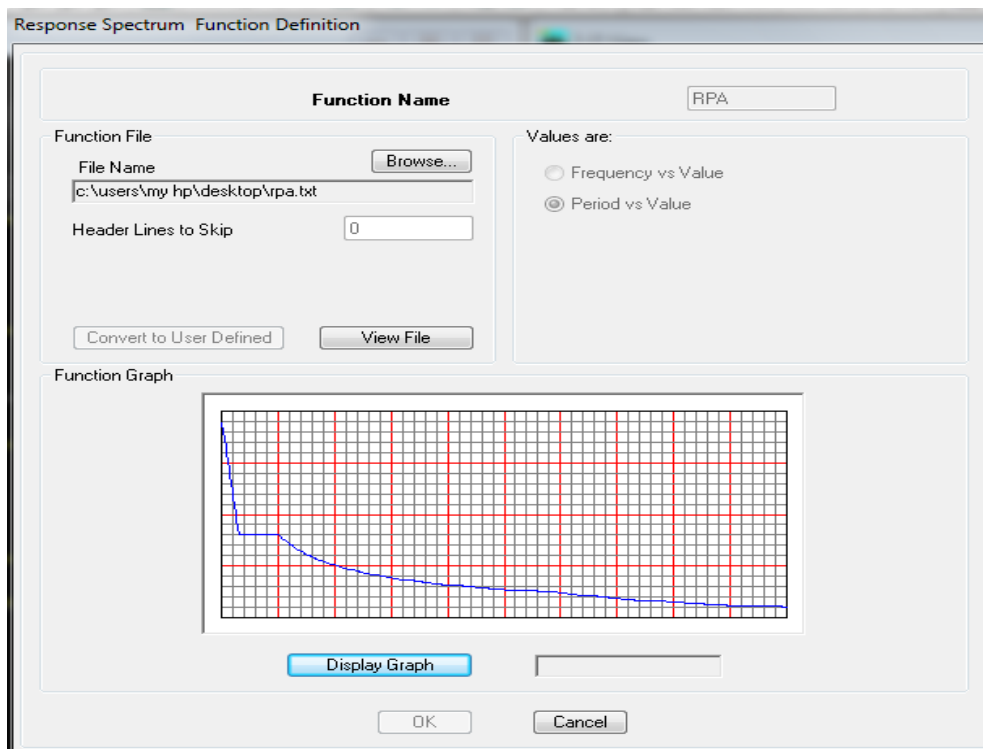 Response Spectrum Function Definition
Function Name
RPA
Function File
File Name
Browse...
c:\users\my hp\desktop\rpa.txt
Header Lines to Skip
0
Convert to User Defined
View File
Values are:
Frequency vs Value
Period vs Value
Function Graph
Display Graph
OK
Cancel